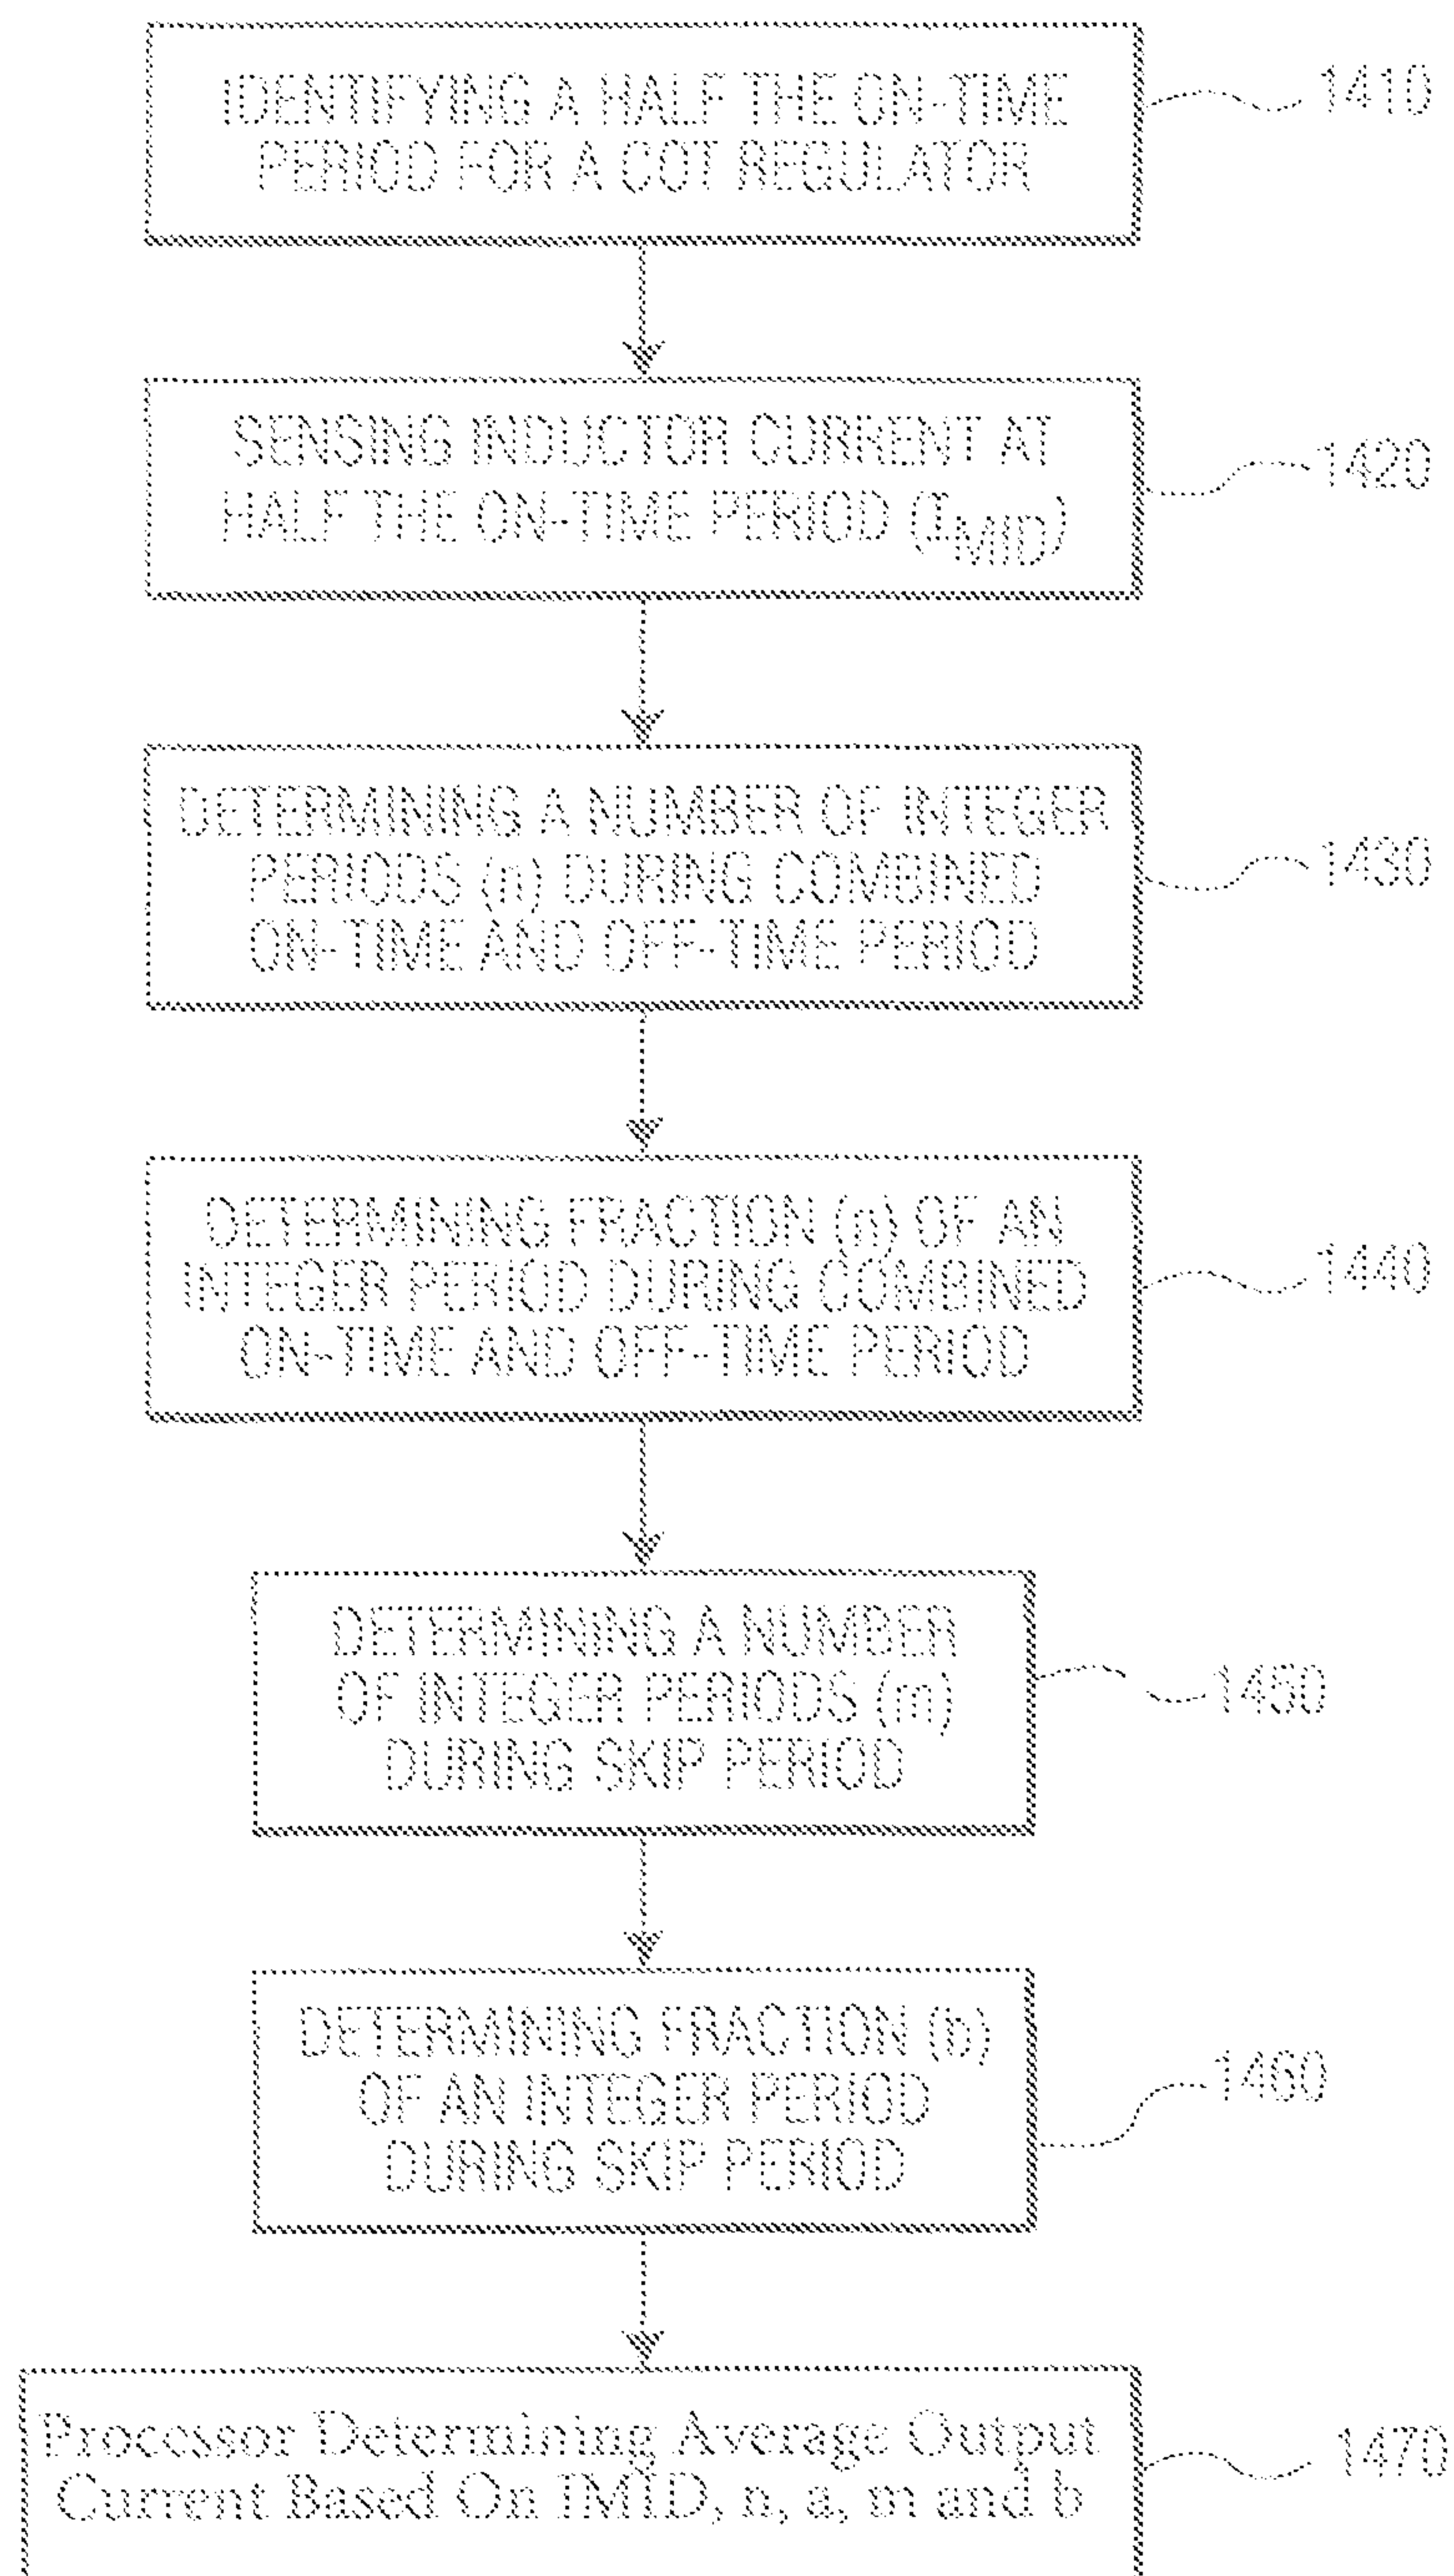 IDENTIFYING A HALF THE ON-TIME
PERIOD FOR A COT REGULATOR
1410
SENSING INDUCTOR CURRENT AT
HALF THE ON-TIME PERIOD (IMID)
1420
DETERMINING A NUMBER OF INTEGER
PERIODS (n) DURING COMBINED
ON-TIME AND OFF-TIME PERIOD
1430
DETERMINING FRACTION (n) OF AN
INTEGER PERIOD DURING COMBINED
ON-TIME AND OFF-TIME PERIOD
1440
DETERMINING A NUMBER
OF INTEGER PERIODS (m)
DURING SKIP PERIOD
1450
DETERMINING FRACTION (b)
OF AN INTEGER PERIOD
DURING SKIP PERIOD
1460
Processor Determining Average Output
Current Based On IMID, n, a, m and b
1470